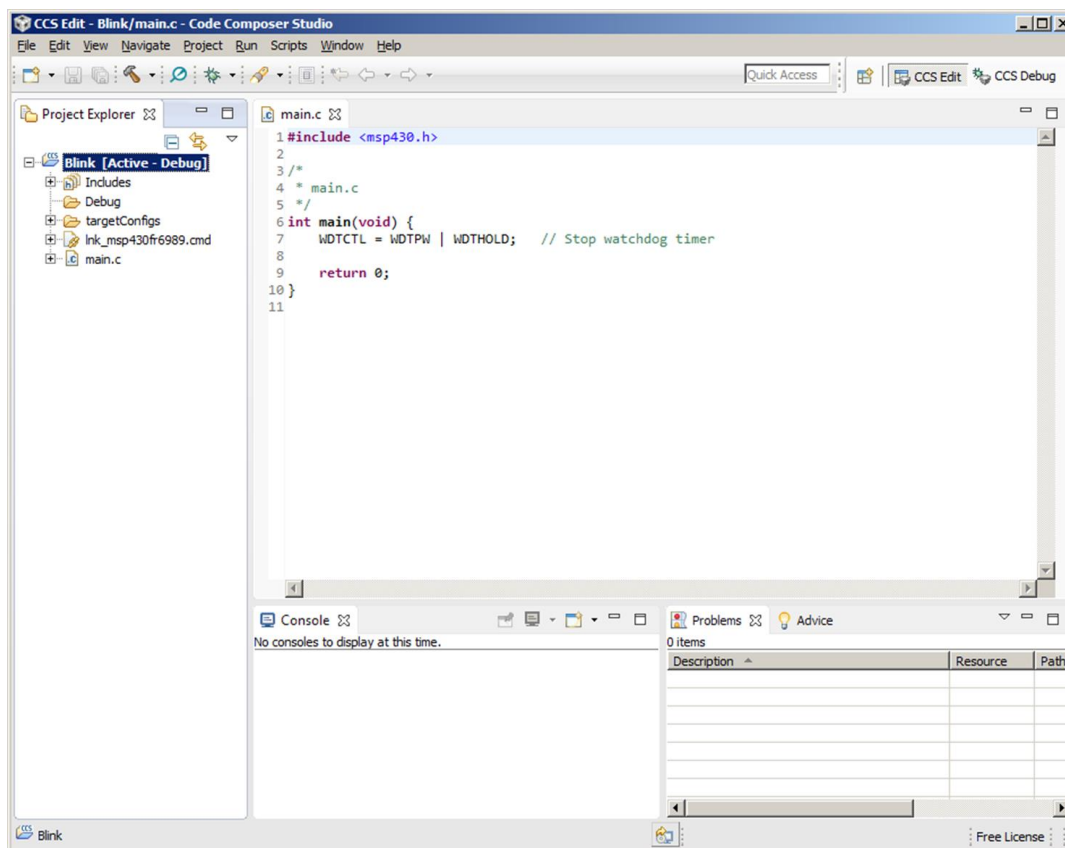 CCS Edit - Blink/main.c - Code Composer Studio
File Edit View Navigate Project Run Scripts Window Help
Quick Access CCS Edit CCS Debug
Project Explorer
Blink [Active - Debug]
Includes
Debug
targetConfigs
lnk_msp430fr6989.cmd
main.c
main.c
1 #include <msp430.h>
2
3 /*
4  * main.c
5  */
6 int main(void) {
7     WDTCTL = WDTPW | WDTHOLD;   // Stop watchdog timer
8
9     return 0;
10 }
11
Console
No consoles to display at this time.
Problems Advice
0 items
Description Resource Path
Blink
Free License